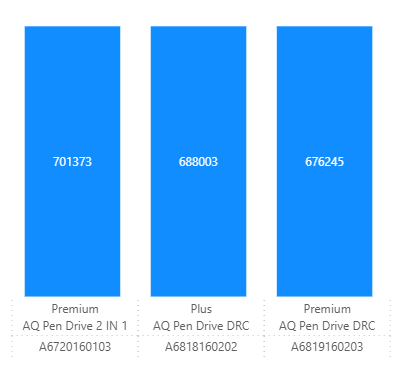 701373
688003
676245
Premium
AQ Pen Drive 2 IN 1
A6720160103
Plus
AQ Pen Drive DRC
A6818160202
Premium
AQ Pen Drive DRC
A6819160203